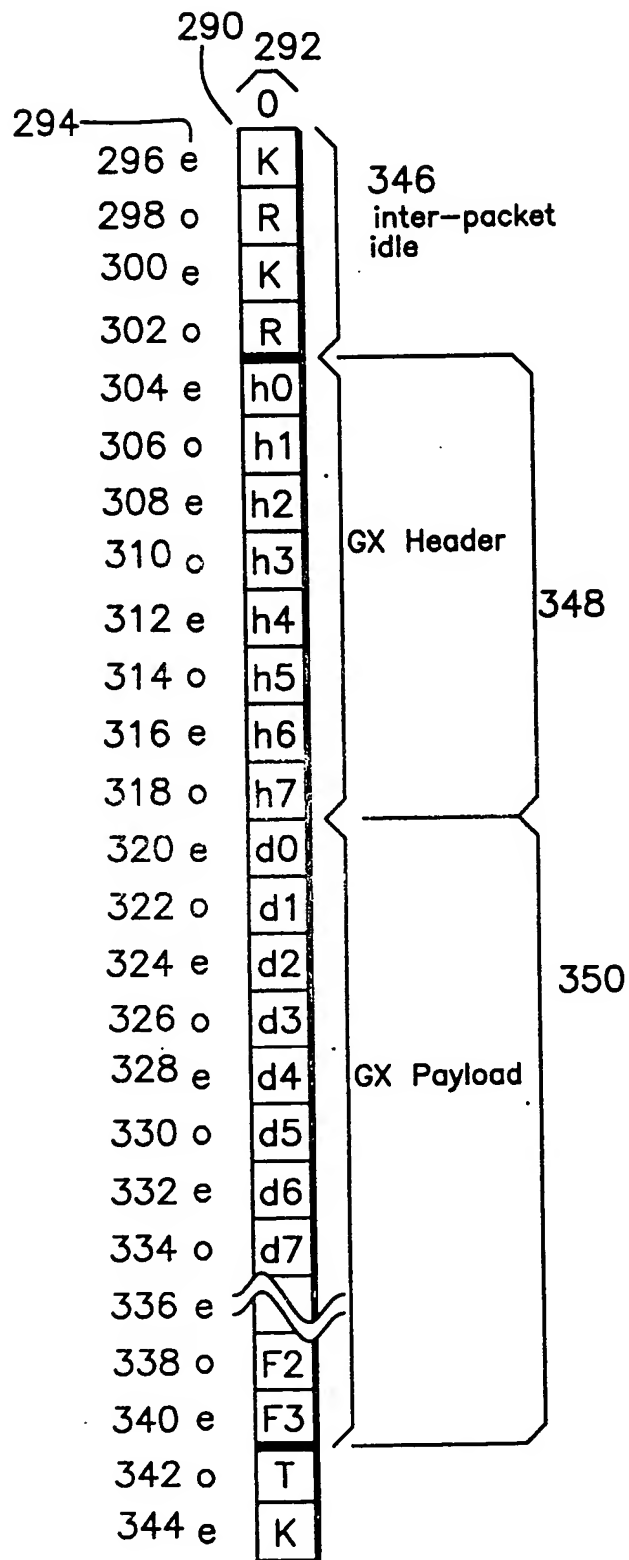 290 292
0
294
296 e K
346
298 o R
inter-packet
idle
300 e K
302 o R
304 e h0
306 o h1
308 e h2
310 o h3 GX Header
348
312 e h4
314 o h5
316 e h6
318 o h7
320 e d0
322 o d1
324 e d2
350
326 o d3
328 e d4 GX Payload
330 o d5
332 e d6
334 o d7
336 e
338 o F2
340 e F3
342 o T
344 e K